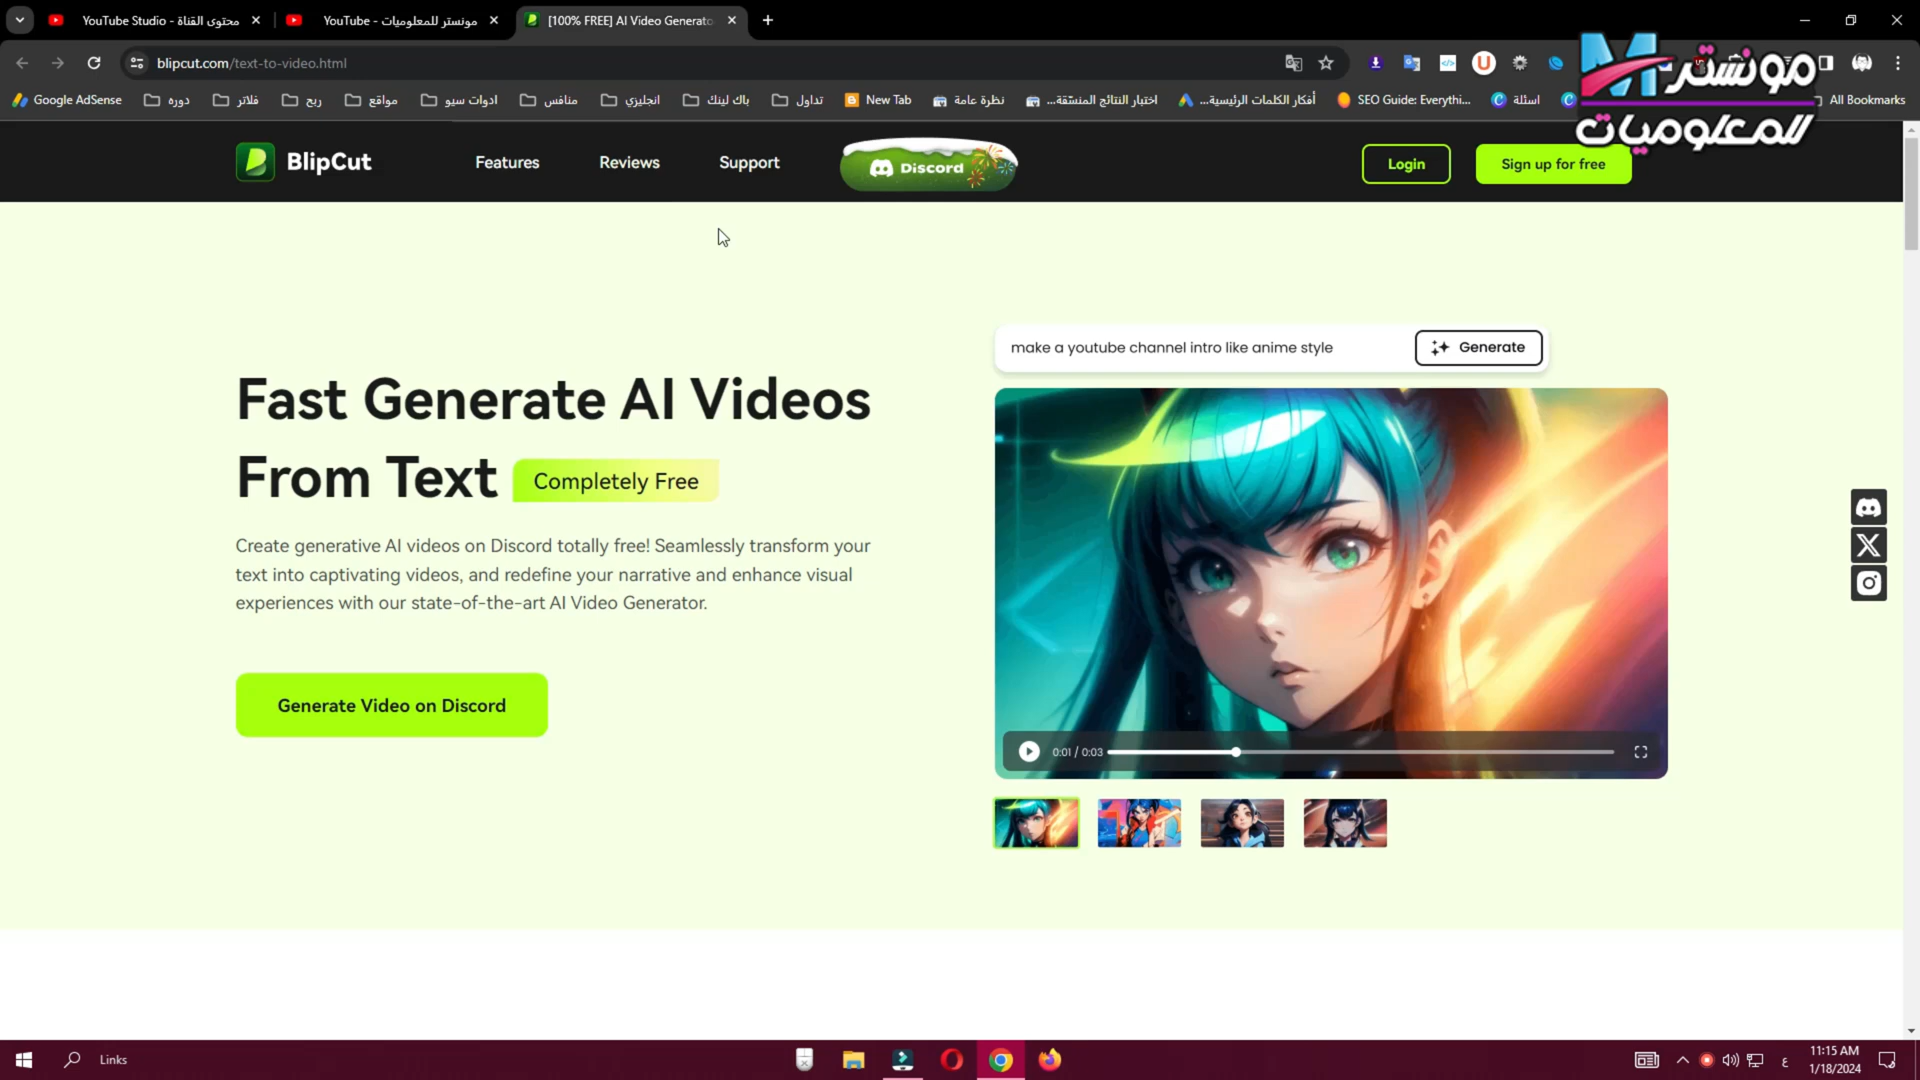 YouTube Studio - محتوى القناة
YouTube - مونستر للمعلوميات
[100% FREE] AI Video Generato
blipcut.com/text-to-video.html
مونستر
للمعلوميات
Google AdSense
دوره
فلاتر
ربح
مواقع
ادوات سيو
منافس
انجليزي
باك لينك
تداول
New Tab
نظرة عامة
اختبار النتائج المنسّقة...
أفكار الكلمات الرئيسية...
SEO Guide: Everythi...
اسئلة
All Bookmarks
BlipCut
Features
Reviews
Support
Discord
Login
Sign up for free
make a youtube channel intro like anime style
Generate
Fast Generate AI Videos
From Text Completely Free
Create generative AI videos on Discord totally free! Seamlessly transform your
text into captivating videos, and redefine your narrative and enhance visual
experiences with our state-of-the-art AI Video Generator.
Generate Video on Discord
0:01 / 0:03
Links
ع
11:15 AM
1/18/2024